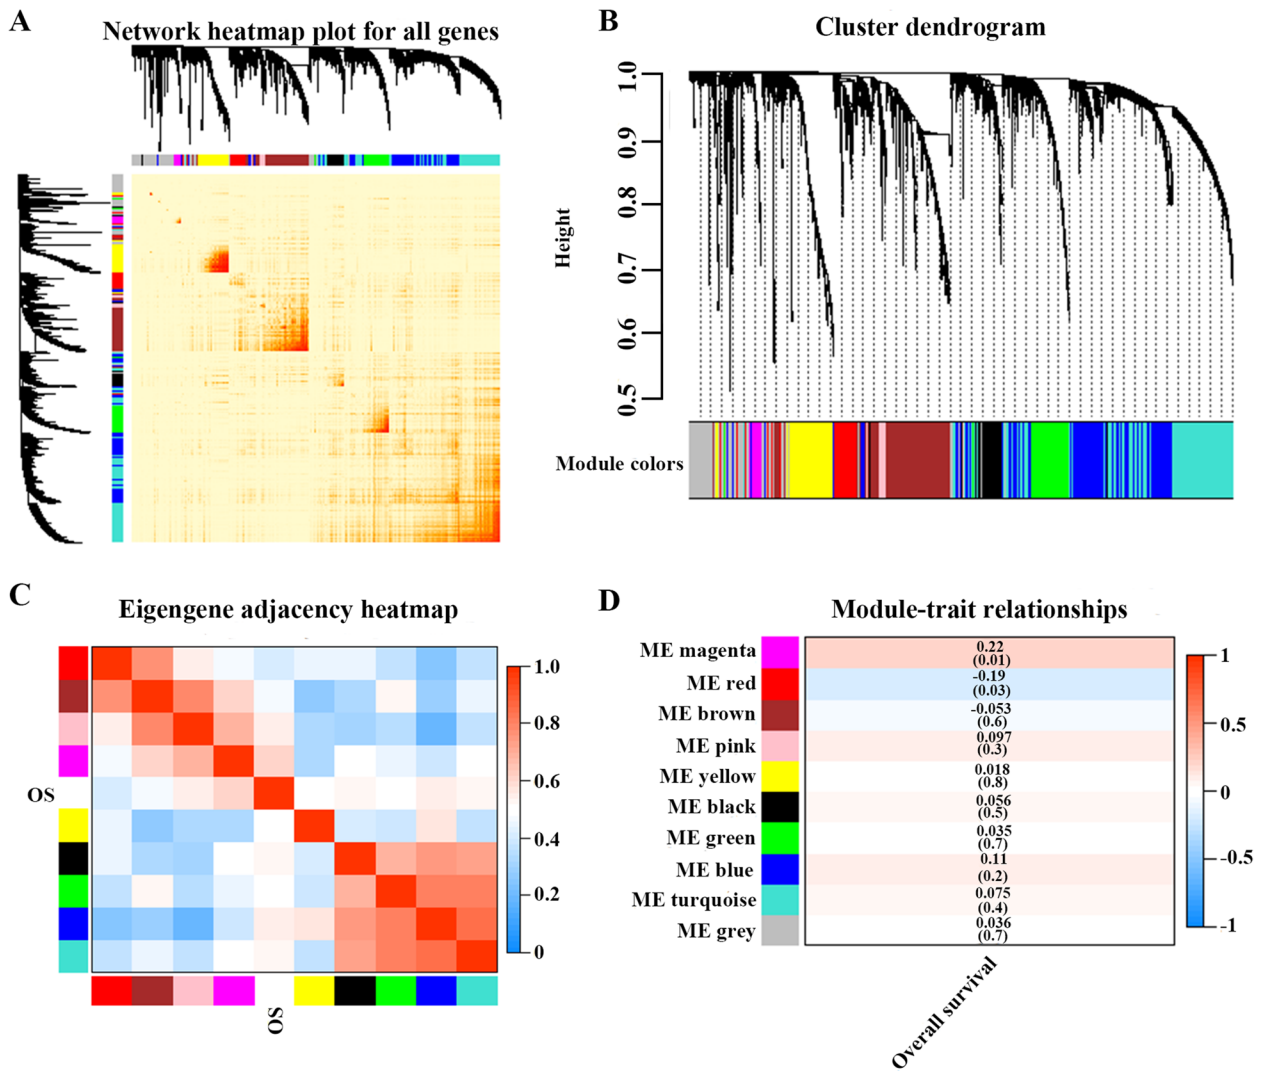 A
Network heatmap plot for all genes
B
Cluster dendrogram
Height
1.0
0.9
0.8
0.7
0.6
0.5
Module colors
C
Eigengene adjacency heatmap
OS
OS
1.0
0.8
0.6
0.4
0.2
0
D
Module-trait relationships
ME magenta
0.22
(0.01)
ME red
-0.19
(0.03)
ME brown
-0.053
(0.6)
ME pink
0.097
(0.3)
ME yellow
0.018
(0.8)
ME black
0.056
(0.5)
ME green
0.035
(0.7)
ME blue
0.11
(0.2)
ME turquoise
0.075
(0.4)
ME grey
0.036
(0.7)
Overall survival
1
0.5
0
-0.5
-1